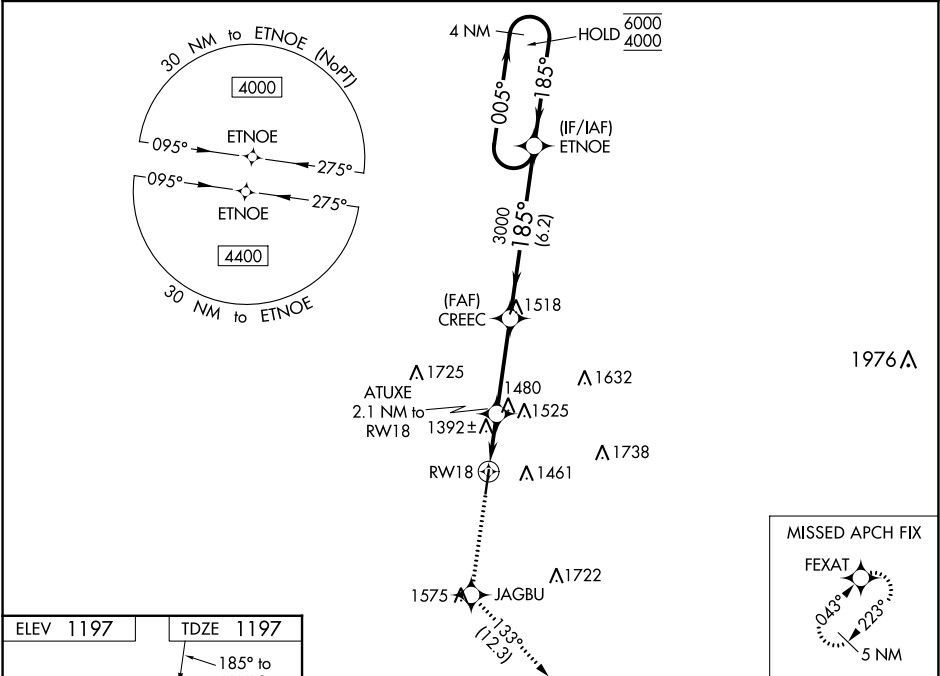 30 NM to ETNOE (NoPT)
4000
ETNOE
095°
275°
095°
275°
ETNOE
4400
30 NM to ETNOE
4 NM
HOLD
6000
4000
005°
185°
(IF/IAF)
ETNOE
3000
185°
(6.2)
(FAF)
CREEC
1518
1725
1632
1976
ATUXE
2.1 NM to
RW18
1480
1525
1392±
1738
RW18
1461
1722
1575
JAGBU
133°
(12.3)
MISSED APCH FIX
FEXAT
043°
223°
5 NM
ELEV 1197
TDZE 1197
185° to